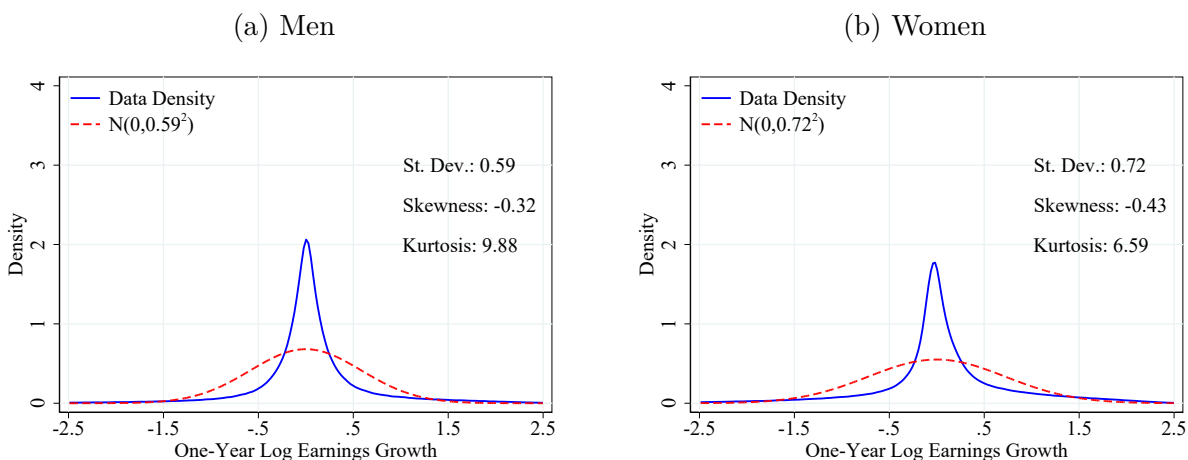 (a) Men
4
3
2
1
0
Density
Data Density
N(0,0.59²)
St. Dev.: 0.59
Skewness: -0.32
Kurtosis: 9.88
-2.5 -1.5 -.5 .5 1.5 2.5
One-Year Log Earnings Growth
(b) Women
4
3
2
1
0
Density
Data Density
N(0,0.72²)
St. Dev.: 0.72
Skewness: -0.43
Kurtosis: 6.59
-2.5 -1.5 -.5 .5 1.5 2.5
One-Year Log Earnings Growth